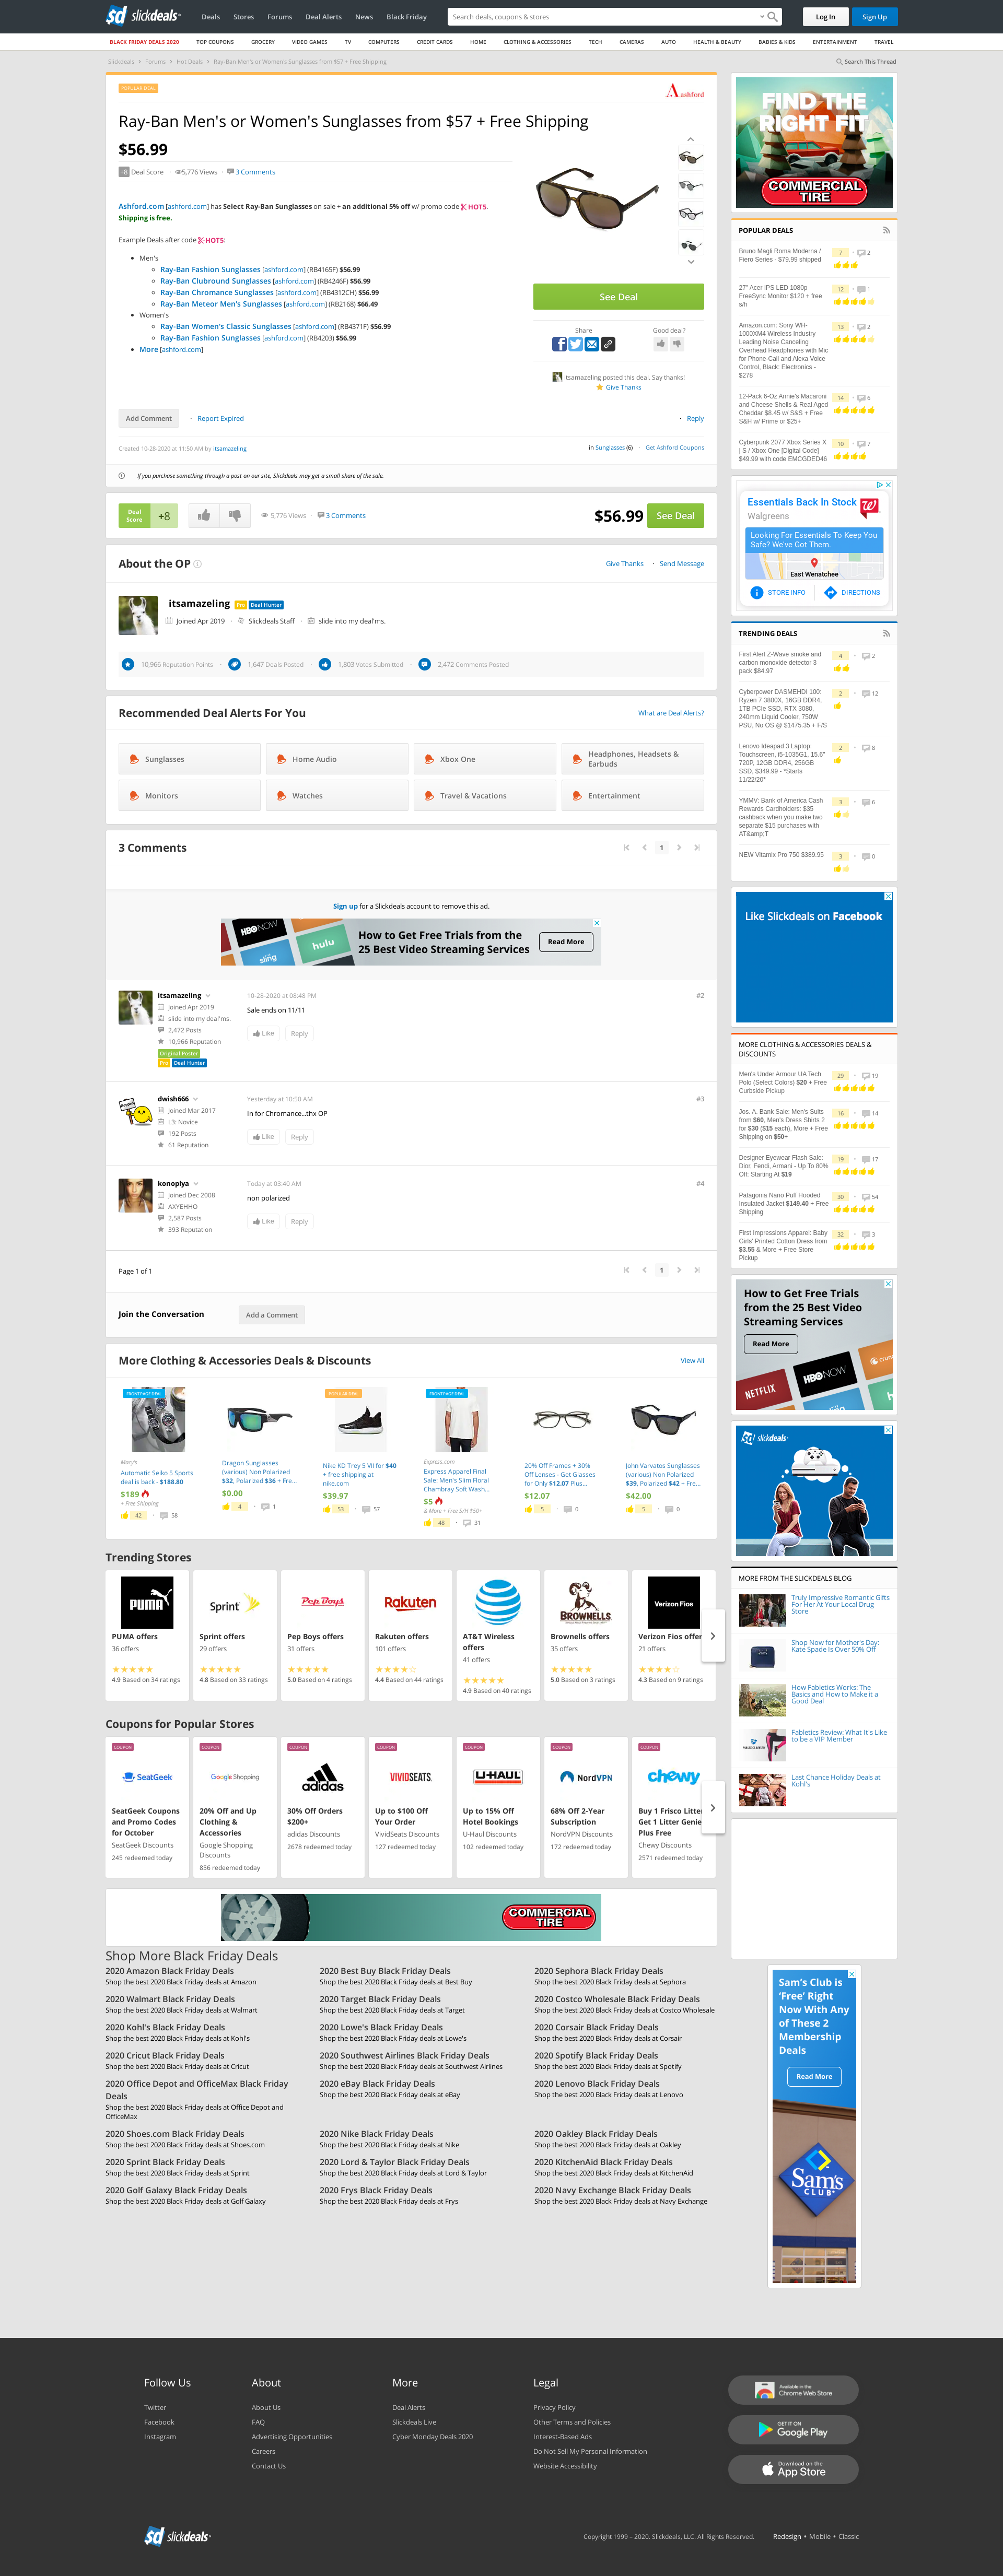 slickdeals
Deals Stores Forums Deal Alerts News Black Friday
Search deals, coupons & stores
Log In
Sign Up
BLACK FRIDAY DEALS 2020 TOP COUPONS GROCERY VIDEO GAMES TV COMPUTERS CREDIT CARDS HOME CLOTHING & ACCESSORIES TECH CAMERAS AUTO HEALTH & BEAUTY BABIES & KIDS ENTERTAINMENT TRAVEL
Slickdeals Forums Hot Deals Ray-Ban Men's or Women's Sunglasses from $57 + Free Shipping
Search This Thread
POPULAR DEAL
Ashford
Ray-Ban Men's or Women's Sunglasses from $57 + Free Shipping
$56.99
+8 Deal Score 5,776 Views 3 Comments
Ashford.com [ashford.com] has Select Ray-Ban Sunglasses on sale + an additional 5% off w/ promo code HOT5.
Shipping is free.
Example Deals after code HOT5:
Men's
Ray-Ban Fashion Sunglasses [ashford.com] (RB4165F) $56.99
Ray-Ban Clubround Sunglasses [ashford.com] (RB4246F) $56.99
Ray-Ban Chromance Sunglasses [ashford.com] (RB4312CH) $56.99
Ray-Ban Meteor Men's Sunglasses [ashford.com] (RB2168) $66.49
Women's
Ray-Ban Women's Classic Sunglasses [ashford.com] (RB4371F) $56.99
Ray-Ban Fashion Sunglasses [ashford.com] (RB4203) $56.99
More [ashford.com]
See Deal
Share
Good deal?
itsamazeling posted this deal. Say thanks!
Give Thanks
Add Comment
Report Expired
Reply
Created 10-28-2020 at 11:50 AM by itsamazeling
in Sunglasses (6) Get Ashford Coupons
If you purchase something through a post on our site, Slickdeals may get a small share of the sale.
Deal Score +8
5,776 Views 3 Comments
$56.99 See Deal
About the OP
Give Thanks Send Message
itsamazeling Pro Deal Hunter
Joined Apr 2019 Slickdeals Staff slide into my deal'ms.
10,966 Reputation Points 1,647 Deals Posted 1,803 Votes Submitted 2,472 Comments Posted
Recommended Deal Alerts For You
What are Deal Alerts?
Sunglasses
Home Audio
Xbox One
Headphones, Headsets & Earbuds
Monitors
Watches
Travel & Vacations
Entertainment
3 Comments
1
Sign up for a Slickdeals account to remove this ad.
HBO NOW
hulu
sling
How to Get Free Trials from the
25 Best Video Streaming Services
Read More
itsamazeling
Joined Apr 2019
slide into my deal'ms.
2,472 Posts
10,966 Reputation
Original Poster
Pro Deal Hunter
10-28-2020 at 08:48 PM
#2
Sale ends on 11/11
Like
Reply
dwish666
Joined Mar 2017
L3: Novice
192 Posts
61 Reputation
Yesterday at 10:50 AM
#3
In for Chromance...thx OP
Like
Reply
konoplya
Joined Dec 2008
AXYEHHO
2,587 Posts
393 Reputation
Today at 03:40 AM
#4
non polarized
Like
Reply
Page 1 of 1
1
Join the Conversation
Add a Comment
More Clothing & Accessories Deals & Discounts
View All
FRONTPAGE DEAL
Macy's
Automatic Seiko 5 Sports
deal is back - $188.80
$189
+ Free Shipping
42 58
Dragon Sunglasses
(various) Non Polarized
$32, Polarized $36 + Fre...
$0.00
4 1
POPULAR DEAL
Nike KD Trey 5 VII for $40
+ free shipping at
nike.com
$39.97
53 57
FRONTPAGE DEAL
Express.com
Express Apparel Final
Sale: Men's Slim Floral
Chambray Soft Wash...
$5
& More + Free S/H $50+
48 31
20% Off Frames + 30%
Off Lenses - Get Glasses
for Only $12.07 Plus...
$12.07
5 0
John Varvatos Sunglasses
(various) Non Polarized
$39, Polarized $42 + Fre...
$42.00
5 0
Trending Stores
PUMA
PUMA offers
36 offers
4.9 Based on 34 ratings
Sprint
Sprint offers
29 offers
4.8 Based on 33 ratings
Pep Boys
Pep Boys offers
31 offers
5.0 Based on 4 ratings
Rakuten
Rakuten offers
101 offers
4.4 Based on 44 ratings
AT&T Wireless
offers
41 offers
4.9 Based on 40 ratings
BROWNELLS
Brownells offers
35 offers
5.0 Based on 3 ratings
Verizon Fios
Verizon Fios offer
21 offers
4.3 Based on 9 ratings
Coupons for Popular Stores
COUPON
SeatGeek
SeatGeek Coupons
and Promo Codes
for October
SeatGeek Discounts
245 redeemed today
COUPON
Google Shopping
20% Off and Up
Clothing &
Accessories
Google Shopping
Discounts
856 redeemed today
COUPON
adidas
30% Off Orders
$200+
adidas Discounts
2678 redeemed today
COUPON
VIVIDSEATS
Up to $100 Off
Your Order
VividSeats Discounts
127 redeemed today
COUPON
U-HAUL
Up to 15% Off
Hotel Bookings
U-Haul Discounts
102 redeemed today
COUPON
NordVPN
68% Off 2-Year
Subscription
NordVPN Discounts
172 redeemed today
COUPON
chewy
Buy 1 Frisco Litter
Get 1 Litter Genie
Plus Free
Chewy Discounts
2571 redeemed today
COMMERCIAL
TIRE
Shop More Black Friday Deals
2020 Amazon Black Friday Deals
Shop the best 2020 Black Friday deals at Amazon
2020 Best Buy Black Friday Deals
Shop the best 2020 Black Friday deals at Best Buy
2020 Sephora Black Friday Deals
Shop the best 2020 Black Friday deals at Sephora
2020 Walmart Black Friday Deals
Shop the best 2020 Black Friday deals at Walmart
2020 Target Black Friday Deals
Shop the best 2020 Black Friday deals at Target
2020 Costco Wholesale Black Friday Deals
Shop the best 2020 Black Friday deals at Costco Wholesale
2020 Kohl's Black Friday Deals
Shop the best 2020 Black Friday deals at Kohl's
2020 Lowe's Black Friday Deals
Shop the best 2020 Black Friday deals at Lowe's
2020 Corsair Black Friday Deals
Shop the best 2020 Black Friday deals at Corsair
2020 Cricut Black Friday Deals
Shop the best 2020 Black Friday deals at Cricut
2020 Southwest Airlines Black Friday Deals
Shop the best 2020 Black Friday deals at Southwest Airlines
2020 Spotify Black Friday Deals
Shop the best 2020 Black Friday deals at Spotify
2020 Office Depot and OfficeMax Black Friday
Deals
Shop the best 2020 Black Friday deals at Office Depot and
OfficeMax
2020 eBay Black Friday Deals
Shop the best 2020 Black Friday deals at eBay
2020 Lenovo Black Friday Deals
Shop the best 2020 Black Friday deals at Lenovo
2020 Shoes.com Black Friday Deals
Shop the best 2020 Black Friday deals at Shoes.com
2020 Nike Black Friday Deals
Shop the best 2020 Black Friday deals at Nike
2020 Oakley Black Friday Deals
Shop the best 2020 Black Friday deals at Oakley
2020 Sprint Black Friday Deals
Shop the best 2020 Black Friday deals at Sprint
2020 Lord & Taylor Black Friday Deals
Shop the best 2020 Black Friday deals at Lord & Taylor
2020 KitchenAid Black Friday Deals
Shop the best 2020 Black Friday deals at KitchenAid
2020 Golf Galaxy Black Friday Deals
Shop the best 2020 Black Friday deals at Golf Galaxy
2020 Frys Black Friday Deals
Shop the best 2020 Black Friday deals at Frys
2020 Navy Exchange Black Friday Deals
Shop the best 2020 Black Friday deals at Navy Exchange
FIND THE
RIGHT FIT
COMMERCIAL
TIRE
POPULAR DEALS
Bruno Magli Roma Moderna /
Fiero Series - $79.99 shipped
7 2
27" Acer IPS LED 1080p
FreeSync Monitor $120 + free
s/h
12 1
Amazon.com: Sony WH-
1000XM4 Wireless Industry
Leading Noise Canceling
Overhead Headphones with Mic
for Phone-Call and Alexa Voice
Control, Black: Electronics -
$278
13 2
12-Pack 6-Oz Annie's Macaroni
and Cheese Shells & Real Aged
Cheddar $8.45 w/ S&S + Free
S&H w/ Prime or $25+
14 6
Cyberpunk 2077 Xbox Series X
| S / Xbox One [Digital Code]
$49.99 with code EMCGDED46
10 7
Essentials Back In Stock
Walgreens
Looking For Essentials To Keep You
Safe? We've Got Them.
East Wenatchee
STORE INFO
DIRECTIONS
TRENDING DEALS
First Alert Z-Wave smoke and
carbon monoxide detector 3
pack $84.97
4 2
Cyberpower DASMEHDI 100:
Ryzen 7 3800X, 16GB DDR4,
1TB PCIe SSD, RTX 3080,
240mm Liquid Cooler, 750W
PSU, No OS @ $1475.35 + F/S
2 12
Lenovo Ideapad 3 Laptop:
Touchscreen, i5-1035G1, 15.6"
720P, 12GB DDR4, 256GB
SSD, $349.99 - *Starts
11/22/20*
2 8
YMMV: Bank of America Cash
Rewards Cardholders: $35
cashback when you make two
separate $15 purchases with
AT&amp;T
3 6
NEW Vitamix Pro 750 $389.95
3 0
Like Slickdeals on Facebook
MORE CLOTHING & ACCESSORIES DEALS &
DISCOUNTS
Men's Under Armour UA Tech
Polo (Select Colors) $20 + Free
Curbside Pickup
29 19
Jos. A. Bank Sale: Men's Suits
from $60, Men's Dress Shirts 2
for $30 ($15 each), More + Free
Shipping on $50+
16 14
Designer Eyewear Flash Sale:
Dior, Fendi, Armani - Up To 80%
Off: Starting At $19
19 17
Patagonia Nano Puff Hooded
Insulated Jacket $149.40 + Free
Shipping
30 54
First Impressions Apparel: Baby
Girls' Printed Cotton Dress from
$3.55 & More + Free Store
Pickup
32 3
How to Get Free Trials
from the 25 Best Video
Streaming Services
Read More
NETFLIX
HBO NOW
crunchyroll
hulu
slickdeals
MORE FROM THE SLICKDEALS BLOG
Truly Impressive Romantic Gifts
For Her At Your Local Drug
Store
Shop Now for Mother's Day:
Kate Spade Is Over 50% Off
How Fabletics Works: The
Basics and How to Make it a
Good Deal
Fabletics Review: What It's Like
to be a VIP Member
Last Chance Holiday Deals at
Kohl's
Sam's Club is
'Free' Right
Now With Any
of These 2
Membership
Deals
Read More
Sam's
CLUB
Follow Us
Twitter
Facebook
Instagram
About
About Us
FAQ
Advertising Opportunities
Careers
Contact Us
More
Deal Alerts
Slickdeals Live
Cyber Monday Deals 2020
Legal
Privacy Policy
Other Terms and Policies
Interest-Based Ads
Do Not Sell My Personal Information
Website Accessibility
Available in the
Chrome Web Store
GET IT ON
Google Play
Download on the
App Store
slickdeals
Copyright 1999 – 2020. Slickdeals, LLC. All Rights Reserved. Redesign • Mobile • Classic